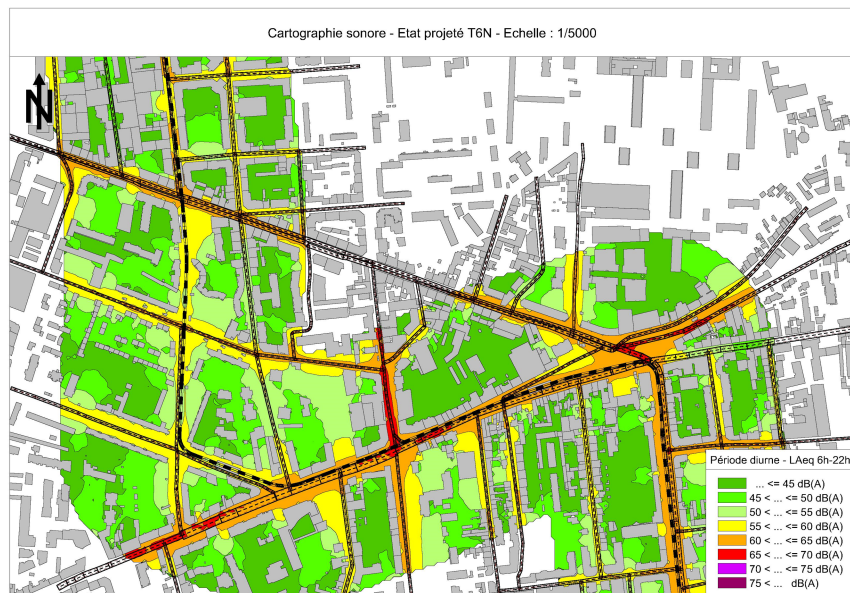 Cartographie sonore - Etat projeté T6N - Echelle : 1/5000
N
Période diurne - LAeq 6h-22h
... <= 45 dB(A)
45 < ... <= 50 dB(A)
50 < ... <= 55 dB(A)
55 < ... <= 60 dB(A)
60 < ... <= 65 dB(A)
65 < ... <= 70 dB(A)
70 < ... <= 75 dB(A)
75 < ... dB(A)